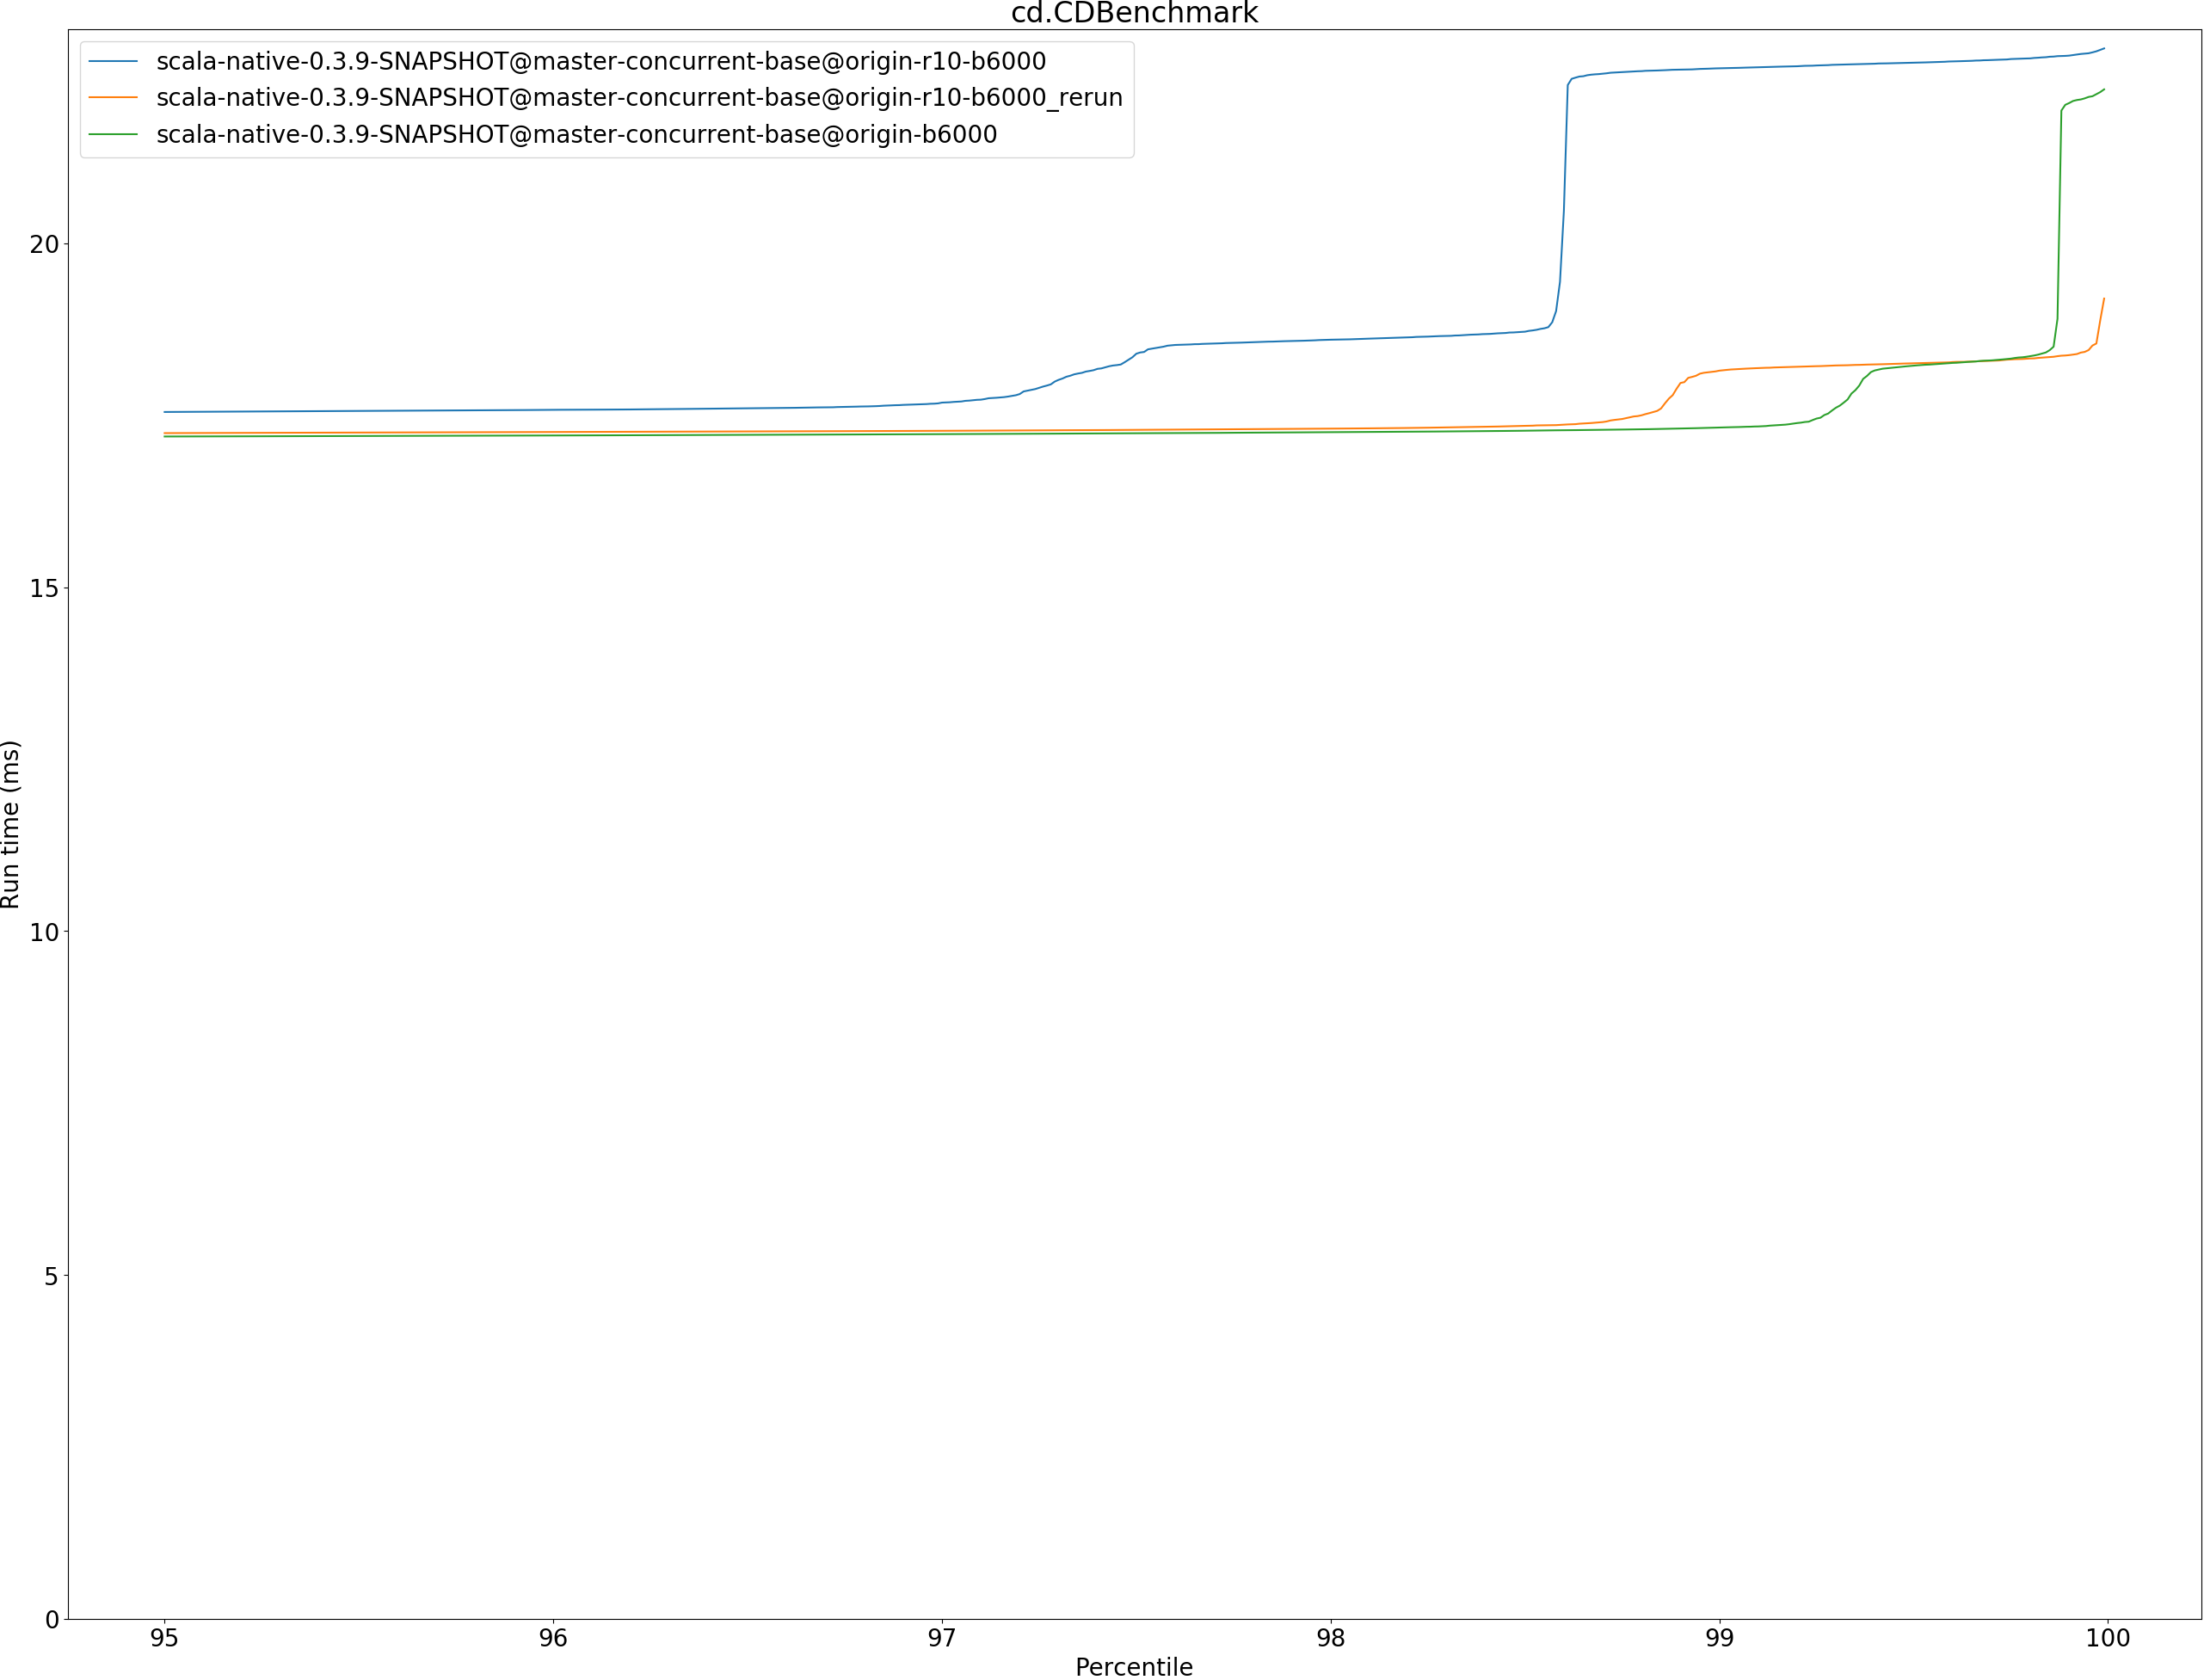 cd.CDBenchmark
scala-native-0.3.9-SNAPSHOT@master-concurrent-base@origin-r10-b6000
scala-native-0.3.9-SNAPSHOT@master-concurrent-base@origin-r10-b6000_rerun
scala-native-0.3.9-SNAPSHOT@master-concurrent-base@origin-b6000
20
15
10
5
0
Run time (ms)
95 96 97 98 99 100
Percentile